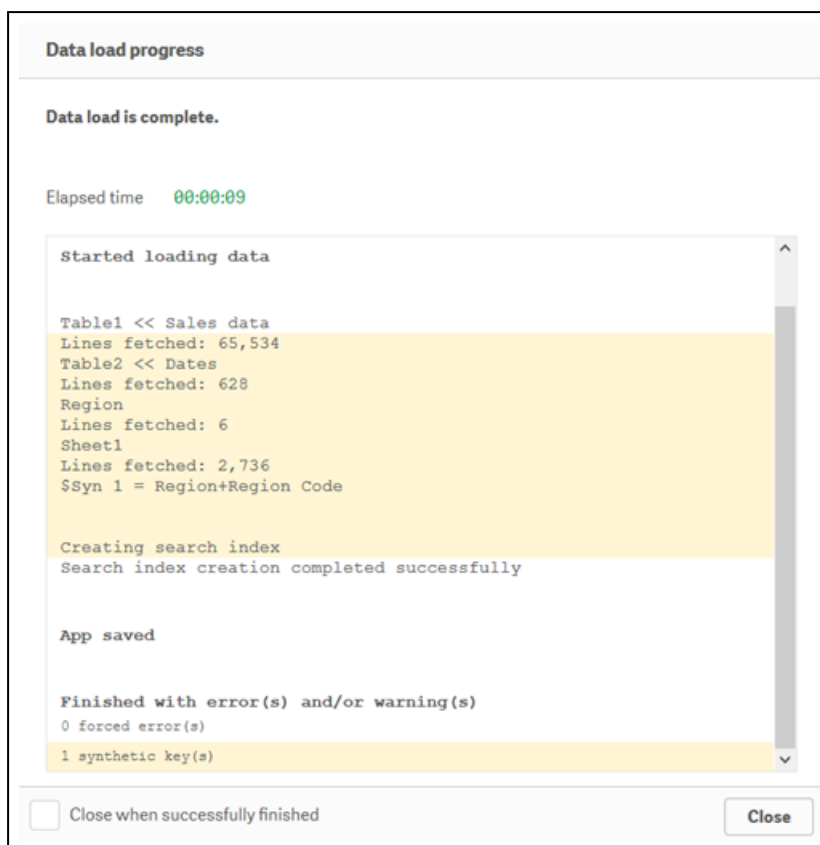 Data load progress
Data load is complete.
Elapsed time 00:00:09
Started loading data
Table1 << Sales data
Lines fetched: 65,534
Table2 << Dates
Lines fetched: 628
Region
Lines fetched: 6
Sheet1
Lines fetched: 2,736
$Syn 1 = Region+Region Code
Creating search index
Search index creation completed successfully
App saved
Finished with error(s) and/or warning(s)
0 forced error(s)
1 synthetic key(s)
Close when successfully finished
Close